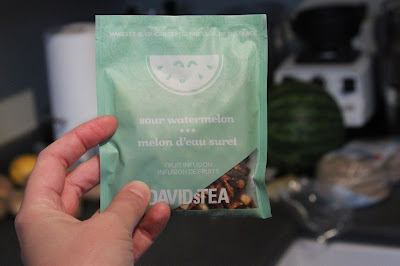 sour watermelon
melon d'eau suret
FRUIT INFUSION
INFUSION DE FRUITS
DAVIDsTEA